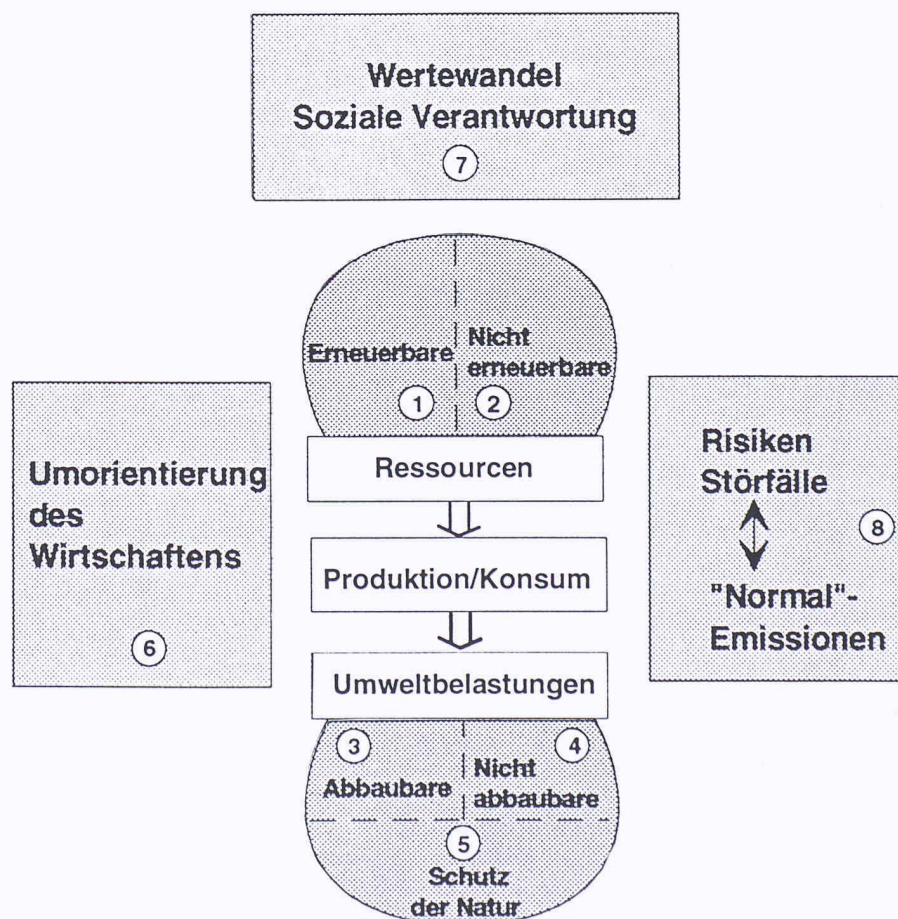 Wertewandel
Soziale Verantwortung
7
Erneuerbare
1
Nicht
erneuerbare
2
Ressourcen
Umorientierung
des
Wirtschaftens
6
Produktion/Konsum
Risiken
Störfälle
8
"Normal"-
Emissionen
Umweltbelastungen
3
Abbaubare
4
Nicht
abbaubare
5
Schutz
der Natur